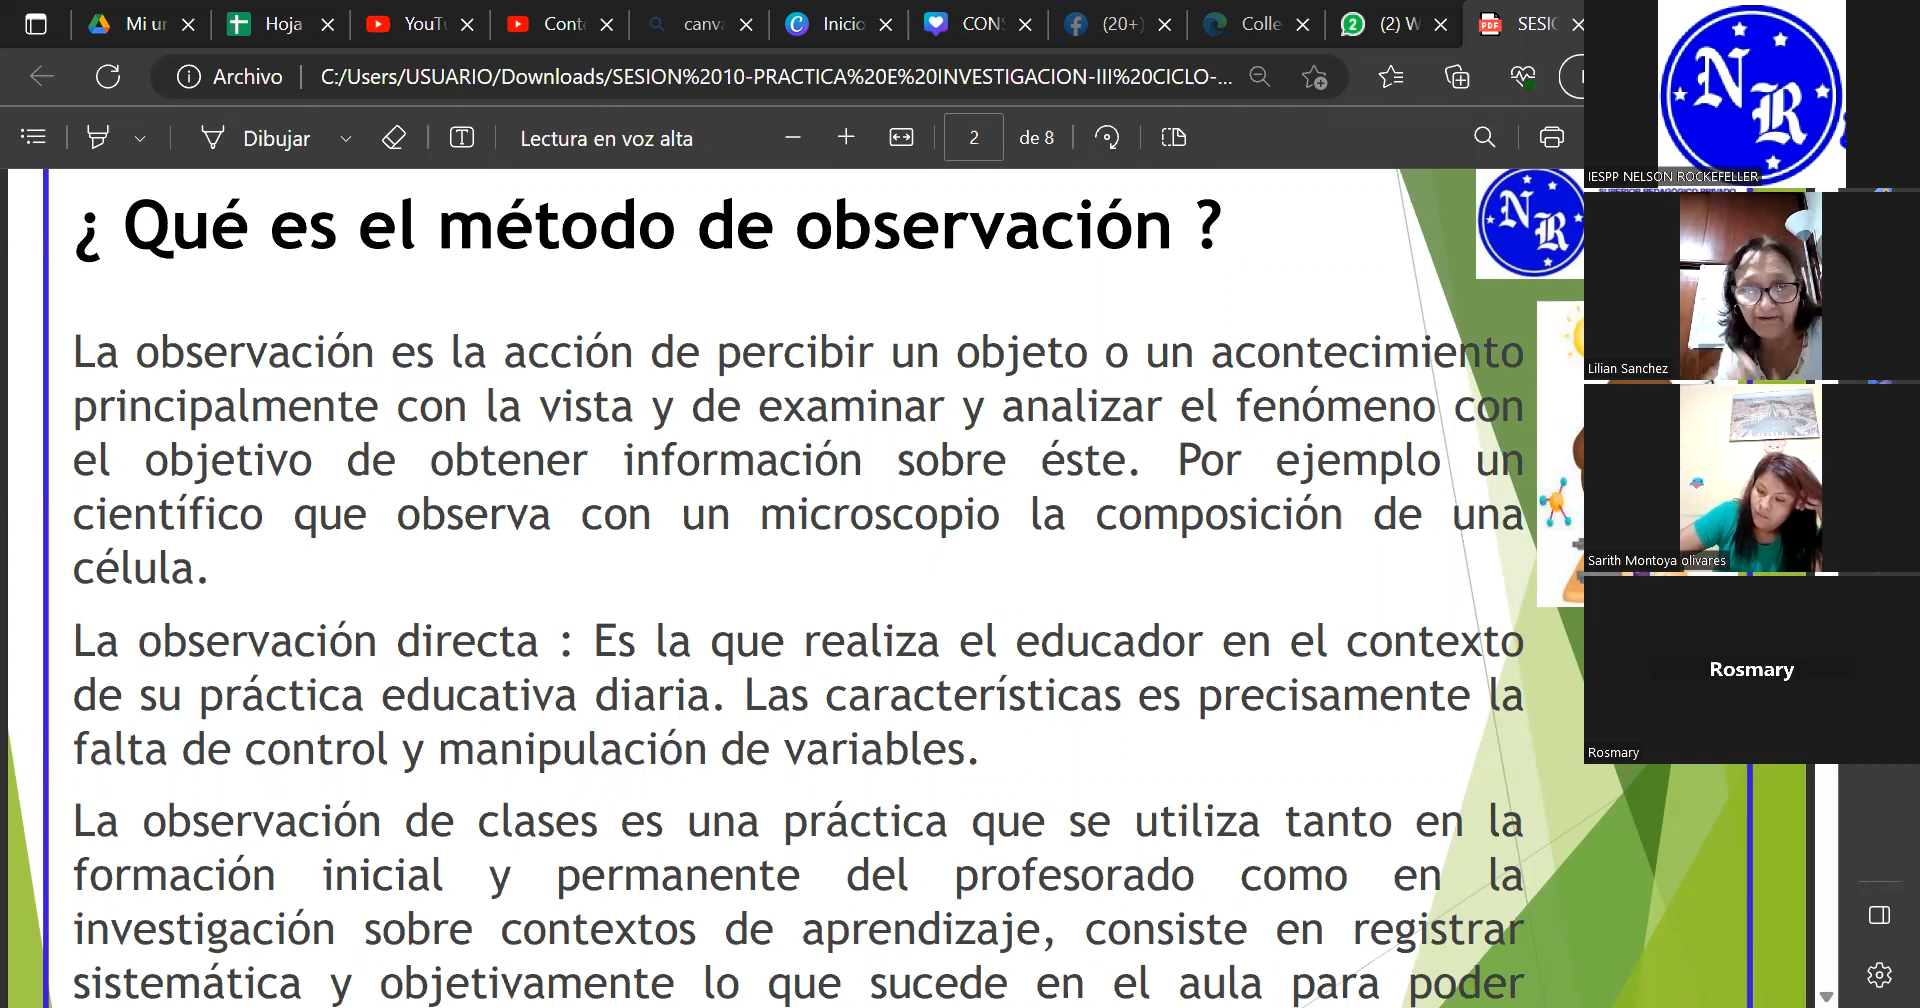 Mi un
Hoja
YouTu
Cont
canva
Inicio
CONS
(20+)
Colle
(2) W
SESIO
Archivo
C:/Users/USUARIO/Downloads/SESION%2010-PRACTICA%20E%20INVESTIGACION-III%20CICLO-...
Dibujar
Lectura en voz alta
2
de 8
¿ Qué es el método de observación ?
La observación es la acción de percibir un objeto o un acontecimiento
principalmente con la vista y de examinar y analizar el fenómeno con
el objetivo de obtener información sobre éste. Por ejemplo un
científico que observa con un microscopio la composición de una
célula.
La observación directa : Es la que realiza el educador en el contexto
de su práctica educativa diaria. Las características es precisamente la
falta de control y manipulación de variables.
La observación de clases es una práctica que se utiliza tanto en la
formación inicial y permanente del profesorado como en la
investigación sobre contextos de aprendizaje, consiste en registrar
sistemática y objetivamente lo que sucede en el aula para poder
NR
NR
IESPP NELSON ROCKEFELLER
SUPERIOR PEDAGÓGICO PRIVADO
Lilian Sanchez
Sarith Montoya olivares
Rosmary
Rosmary